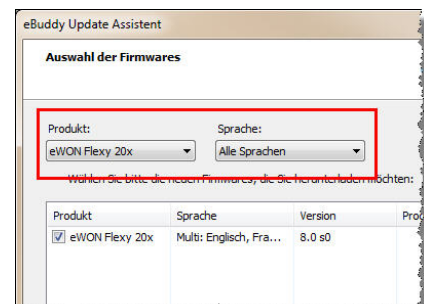 eBuddy Update Assistent
Auswahl der Firmwares
Produkt: Sprache:
eWON Flexy 20x Alle Sprachen
Wählen Sie bitte die neuen Firmwares, die Sie herunterladen möchten:
Produkt Sprache Version
eWON Flexy 20x Multi: Englisch, Fra... 8.0 s0